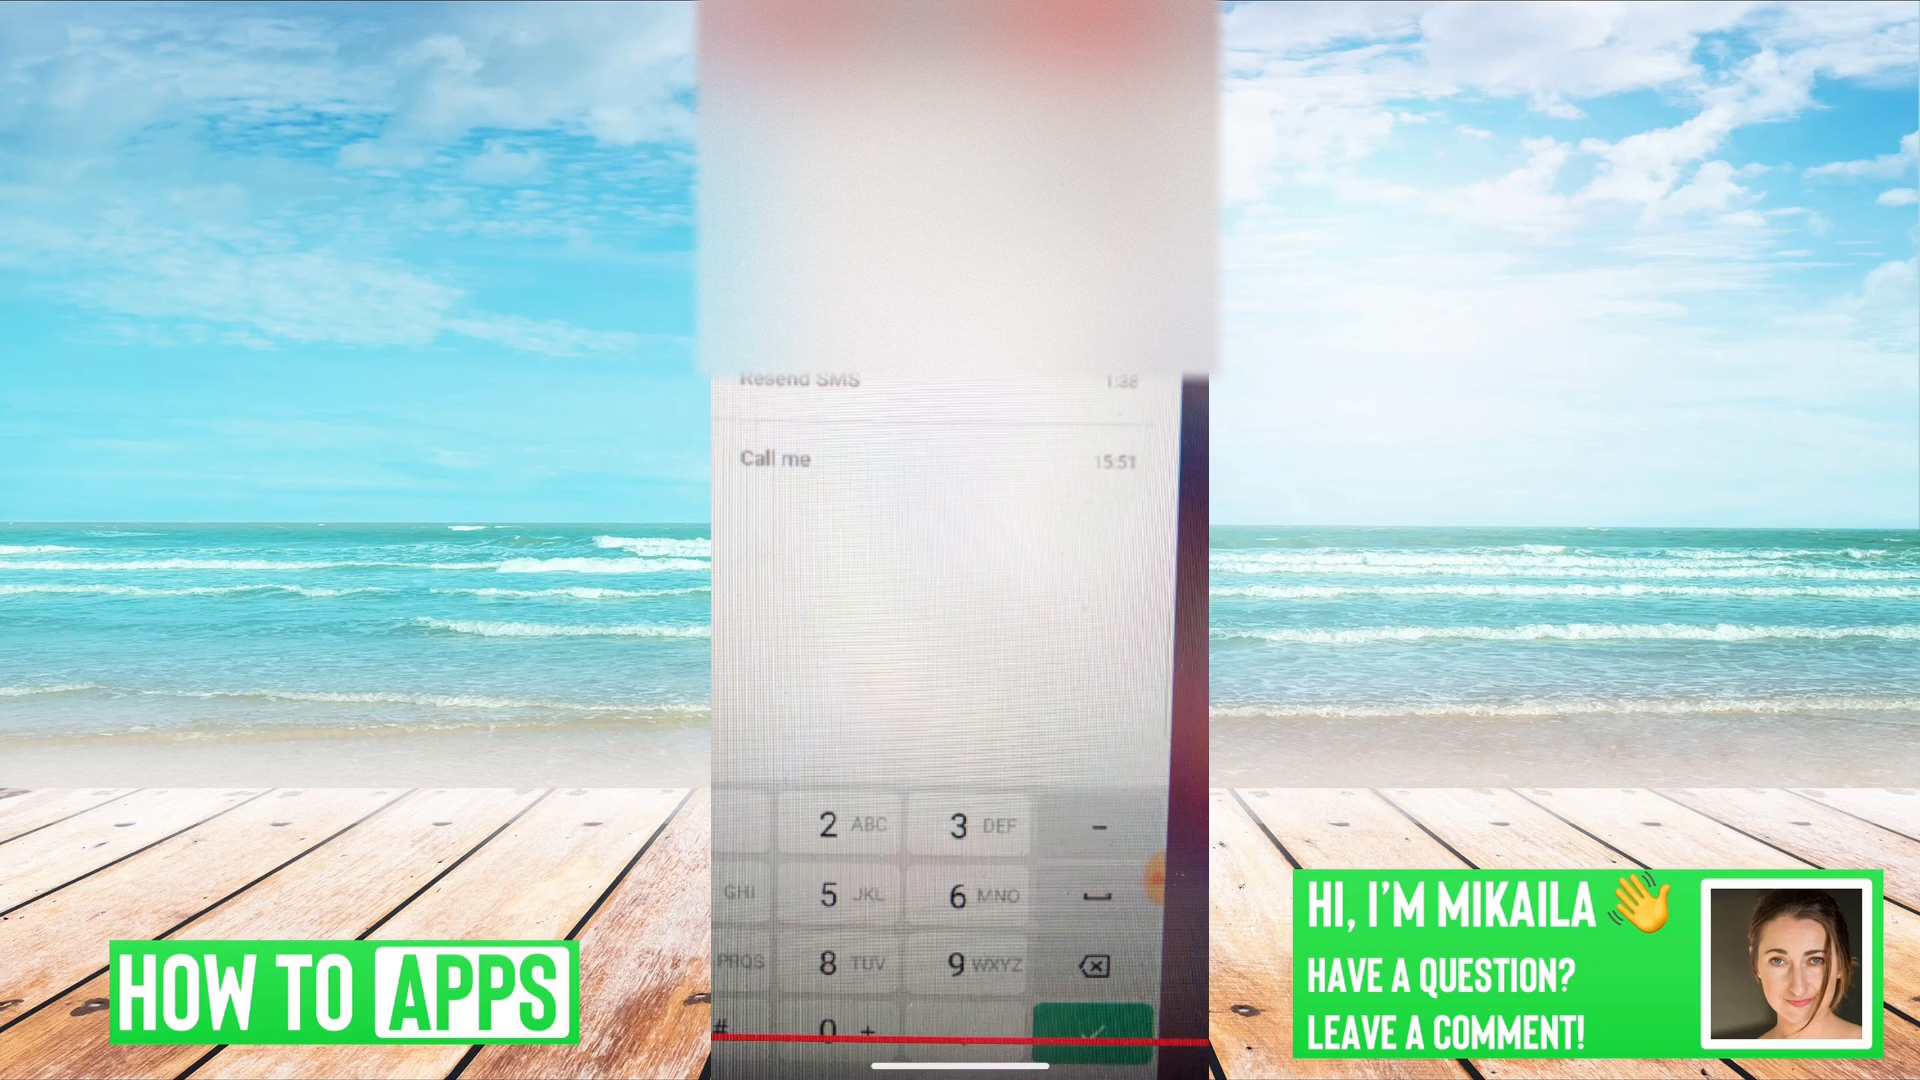 Resend SMS 1:38
Call me 15:51
2 ABC 3 DEF -
GHI 5 JKL 6 MNO
PRQS 8 TUV 9 WXYZ
# 0 +
HOW TO APPS
HI, I'M MIKAILA 👋
HAVE A QUESTION?
LEAVE A COMMENT!